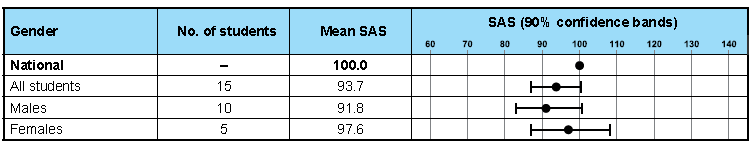 Gender No. of students Mean SAS SAS (90% confidence bands)
60 70 80 90 100 110 120 130 140
National – 100.0
All students 15 93.7
Males 10 91.8
Females 5 97.6